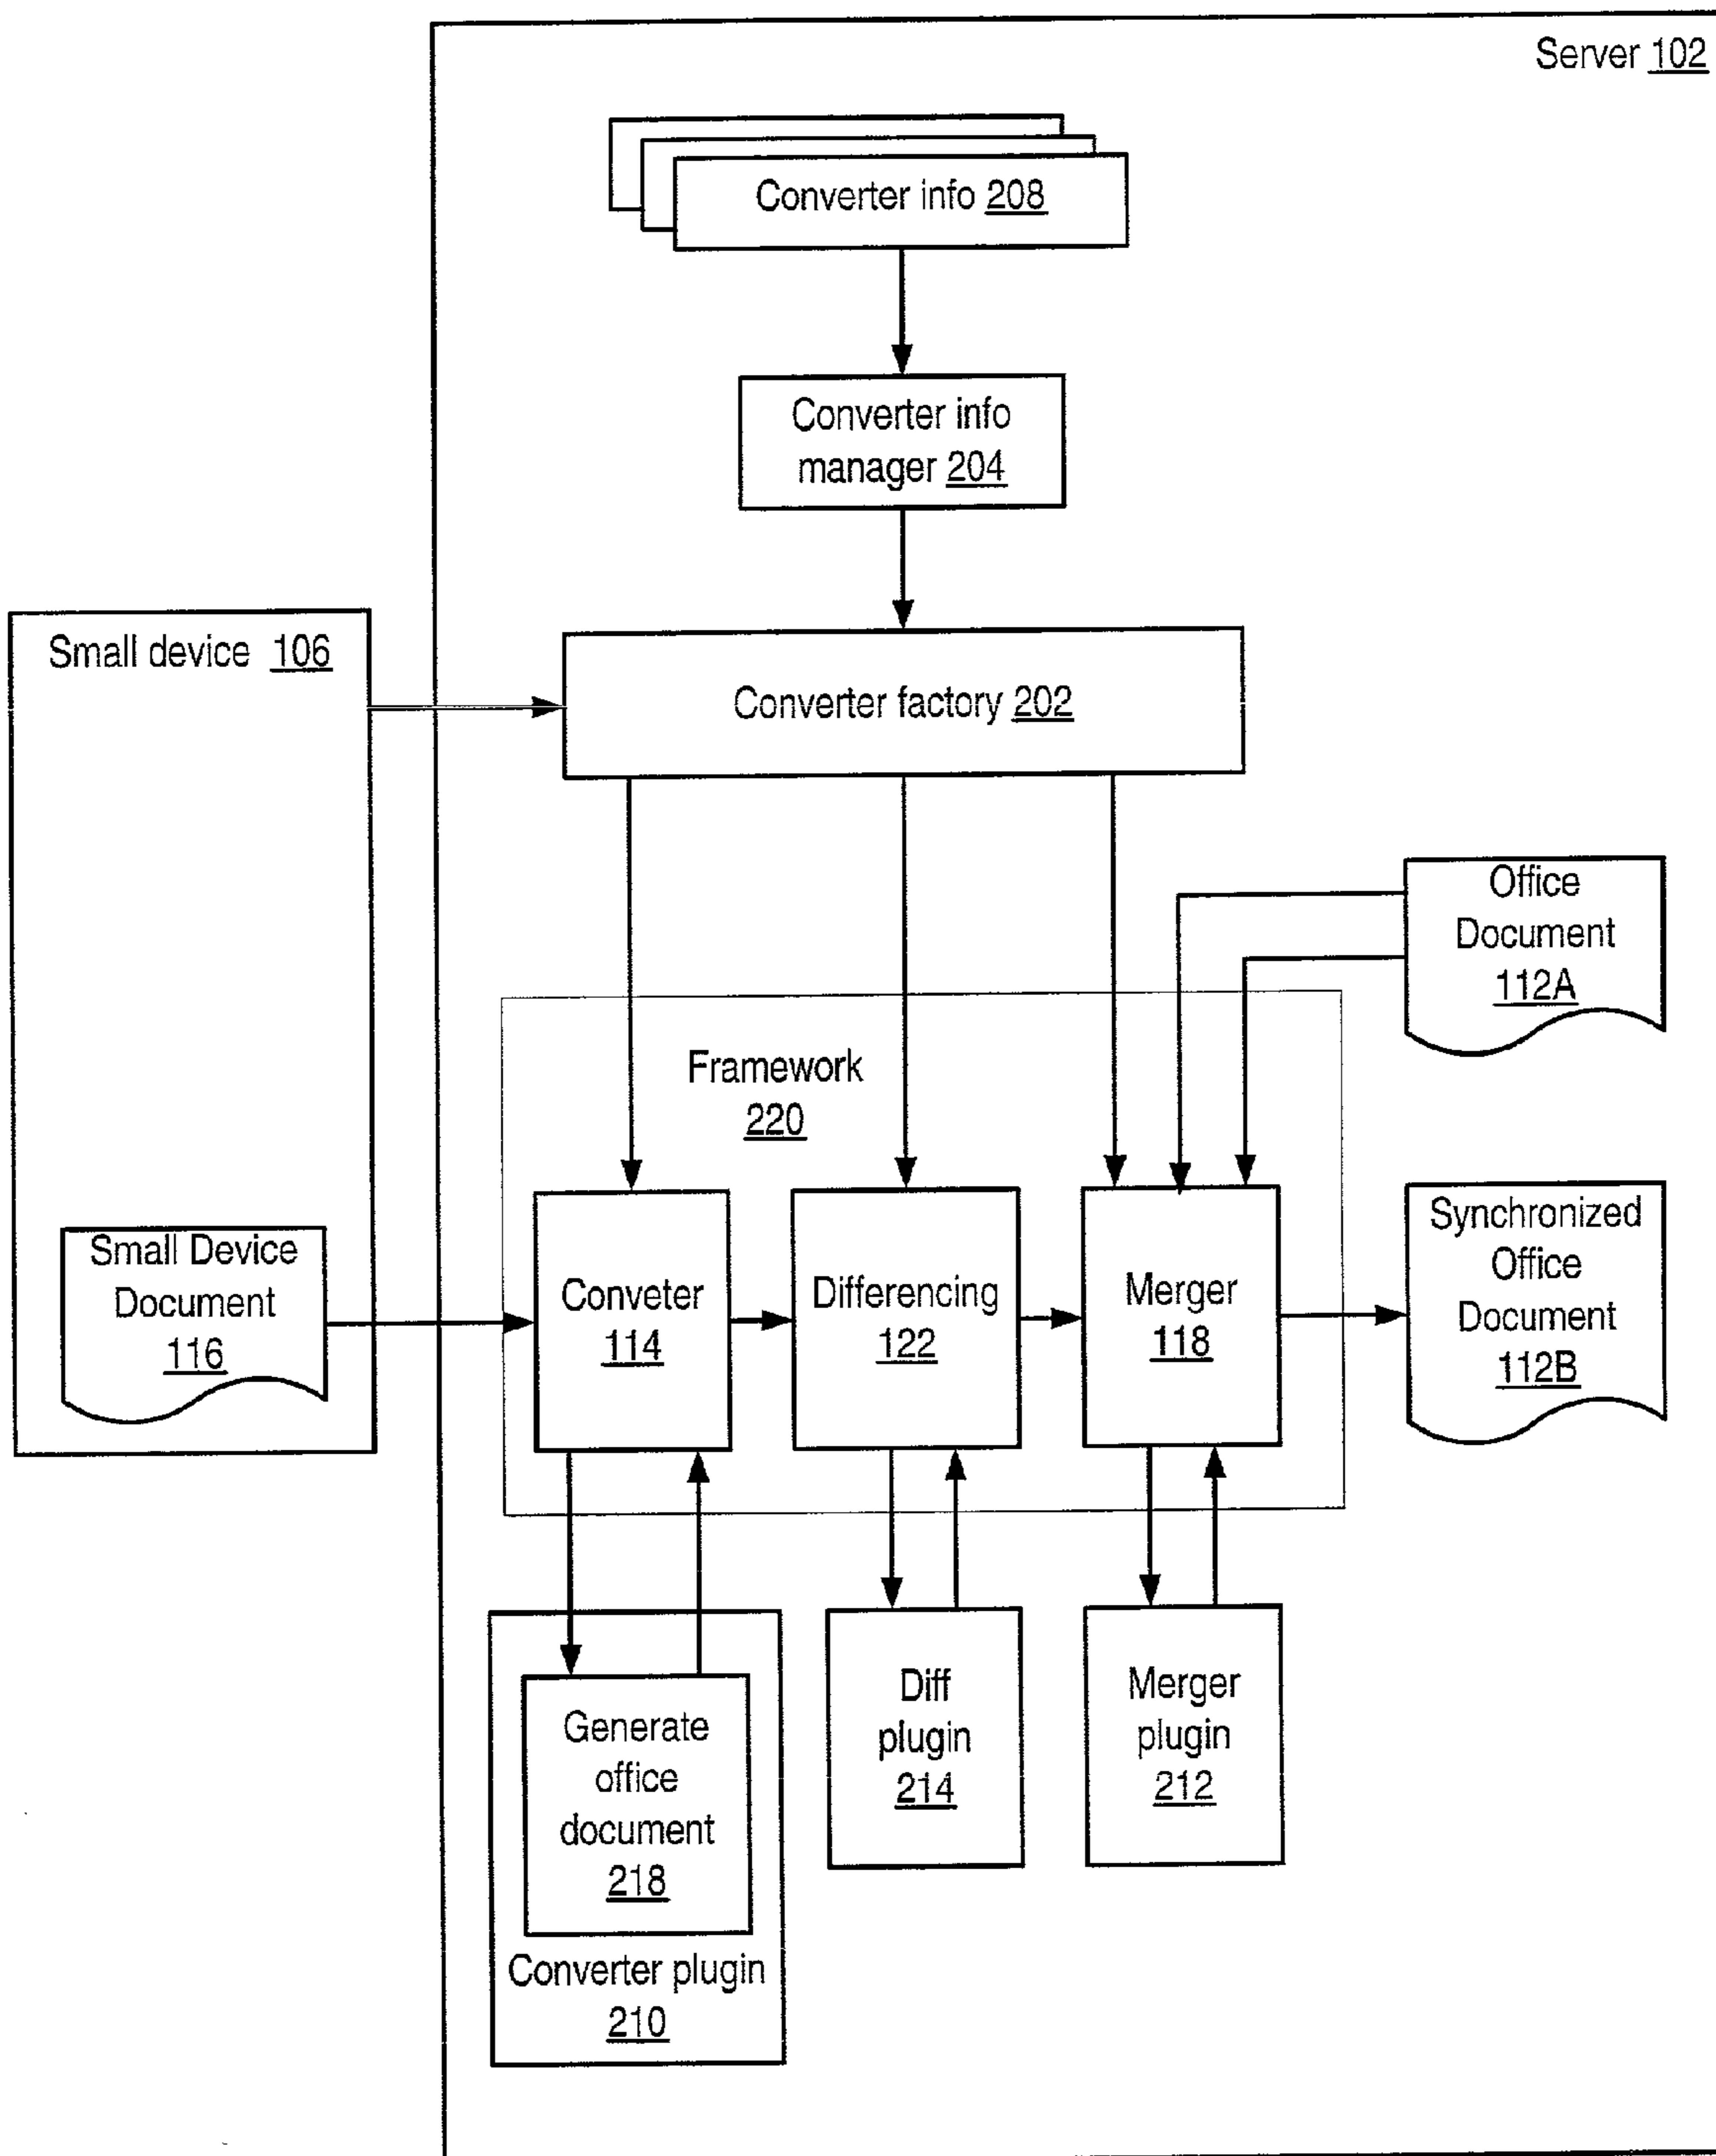 Server 102
Converter info 208
Converter info
manager 204
Small device 106
Converter factory 202
Office
Document
112A
Framework
220
Small Device
Document
116
Conveter
114
Differencing
122
Merger
118
Synchronized
Office
Document
112B
Generate
office
document
218
Converter plugin
210
Diff
plugin
214
Merger
plugin
212